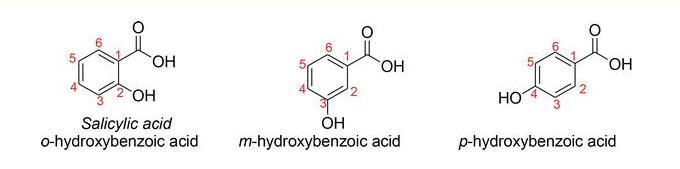 O
OH
1
2
3
4
5
6
OH
Salicylic acid
o-hydroxybenzoic acid
O
OH
1
2
3
4
5
6
OH
m-hydroxybenzoic acid
O
OH
1
2
3
4
5
6
HO
p-hydroxybenzoic acid